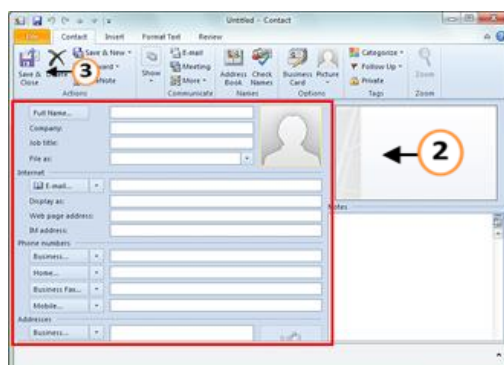 Untitled - Contact
File Contact Insert Format Text Review
Save & New
Save & Close
Delete
Show
E-mail
Meeting
More
Address Book
Check Names
Business Card
Picture
Categorize
Follow Up
Private
Zoom
Actions Communicate Names Options Tags Zoom
3
2
Full Name...
Company:
Job title:
File as:
Internet
E-mail...
Display as:
Web page address:
IM address:
Notes
Phone numbers
Business...
Home...
Business Fax...
Mobile...
Addresses
Business...